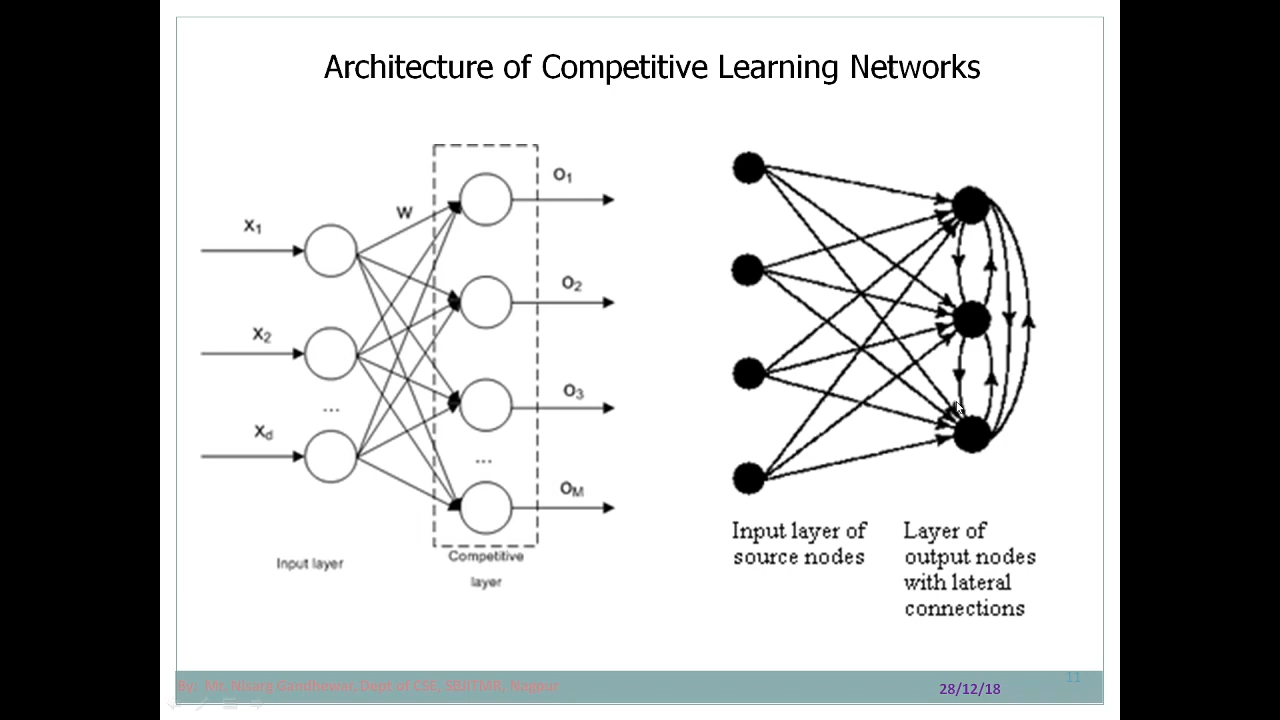 Architecture of Competitive Learning Networks
x1
x2
...
xd
W
O1
O2
O3
...
OM
Input layer
Competitive
layer
Input layer of
source nodes
Layer of
output nodes
with lateral
connections
By: Mr. Nisarg Gandhewar, Dept of CSE, SBJITMR, Nagpur
28/12/18
11